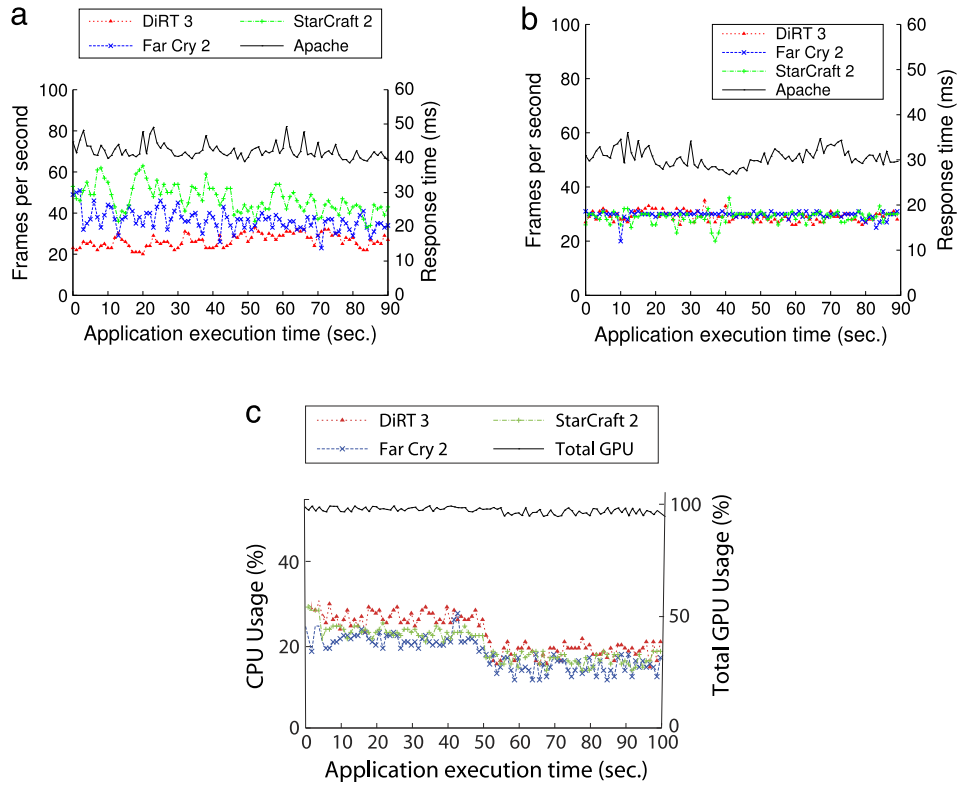 a
DiRT 3
StarCraft 2
Far Cry 2
Apache
100
80
60
40
20
0
Frames per second
60
50
40
30
20
10
0
Response time (ms)
0 10 20 30 40 50 60 70 80 90
Application execution time (sec.)
b
DiRT 3
Far Cry 2
StarCraft 2
Apache
100
80
60
40
20
0
Frames per second
60
50
40
30
20
10
0
Response time (ms)
0 10 20 30 40 50 60 70 80 90
Application execution time (sec.)
c
DiRT 3
StarCraft 2
Far Cry 2
Total GPU
40
20
0
CPU Usage (%)
100
50
0
Total GPU Usage (%)
0 10 20 30 40 50 60 70 80 90 100
Application execution time (sec.)